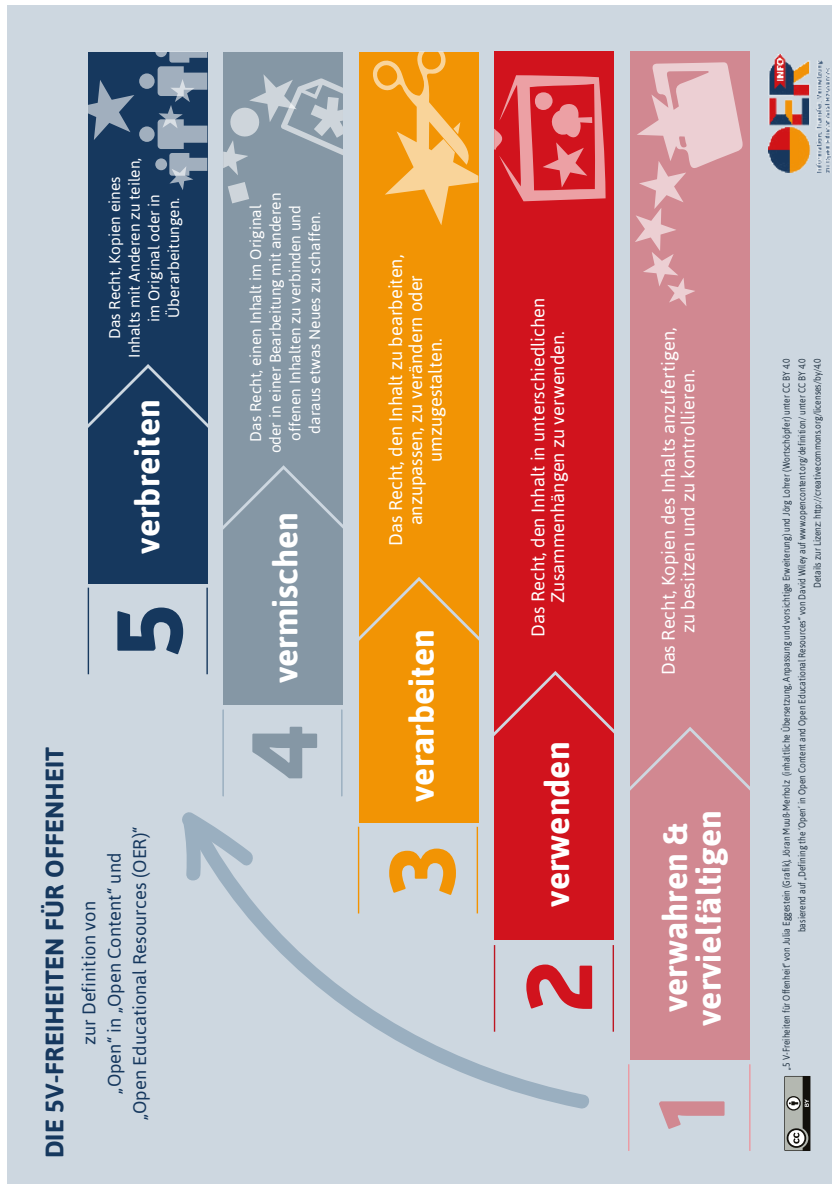 DIE 5V-FREIHEITEN FÜR OFFENHEIT
zur Definition von
„Open“ in „Open Content“ und
„Open Educational Resources (OER)“
5
verbreiten
Das Recht, Kopien eines
Inhalts mit Anderen zu teilen,
im Original oder in
Überarbeitungen.
4
vermischen
Das Recht, einen Inhalt im Original
oder in einer Bearbeitung mit anderen
offenen Inhalten zu verbinden und
daraus etwas Neues zu schaffen.
3
verarbeiten
Das Recht, den Inhalt zu bearbeiten,
anzupassen, zu verändern oder
umzugestalten.
2
verwenden
Das Recht, den Inhalt in unterschiedlichen
Zusammenhängen zu verwenden.
1
verwahren &
vervielfältigen
Das Recht, Kopien des Inhalts anzufertigen,
zu besitzen und zu kontrollieren.
cc
BY
„5 V-Freiheiten für Offenheit“ von Julia Eggestein (Grafik), Jöran Muuß-Merholz (inhaltliche Übersetzung, Anpassung und vorsichtige Erweiterung) und Jörg Lohrer (Wortschöpfer) unter CC BY 4.0
basierend auf „Defining the ‘Open’ in Open Content and Open Educational Resources“ von David Wiley auf www.opencontent.org/definition/ unter CC BY 4.0
Details zur Lizenz: http://creativecommons.org/licenses/by/4.0
OER
INFO